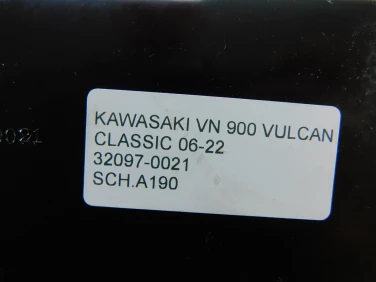 KAWASAKI VN 900 VULCAN
CLASSIC 06-22
32097-0021
SCH.A190